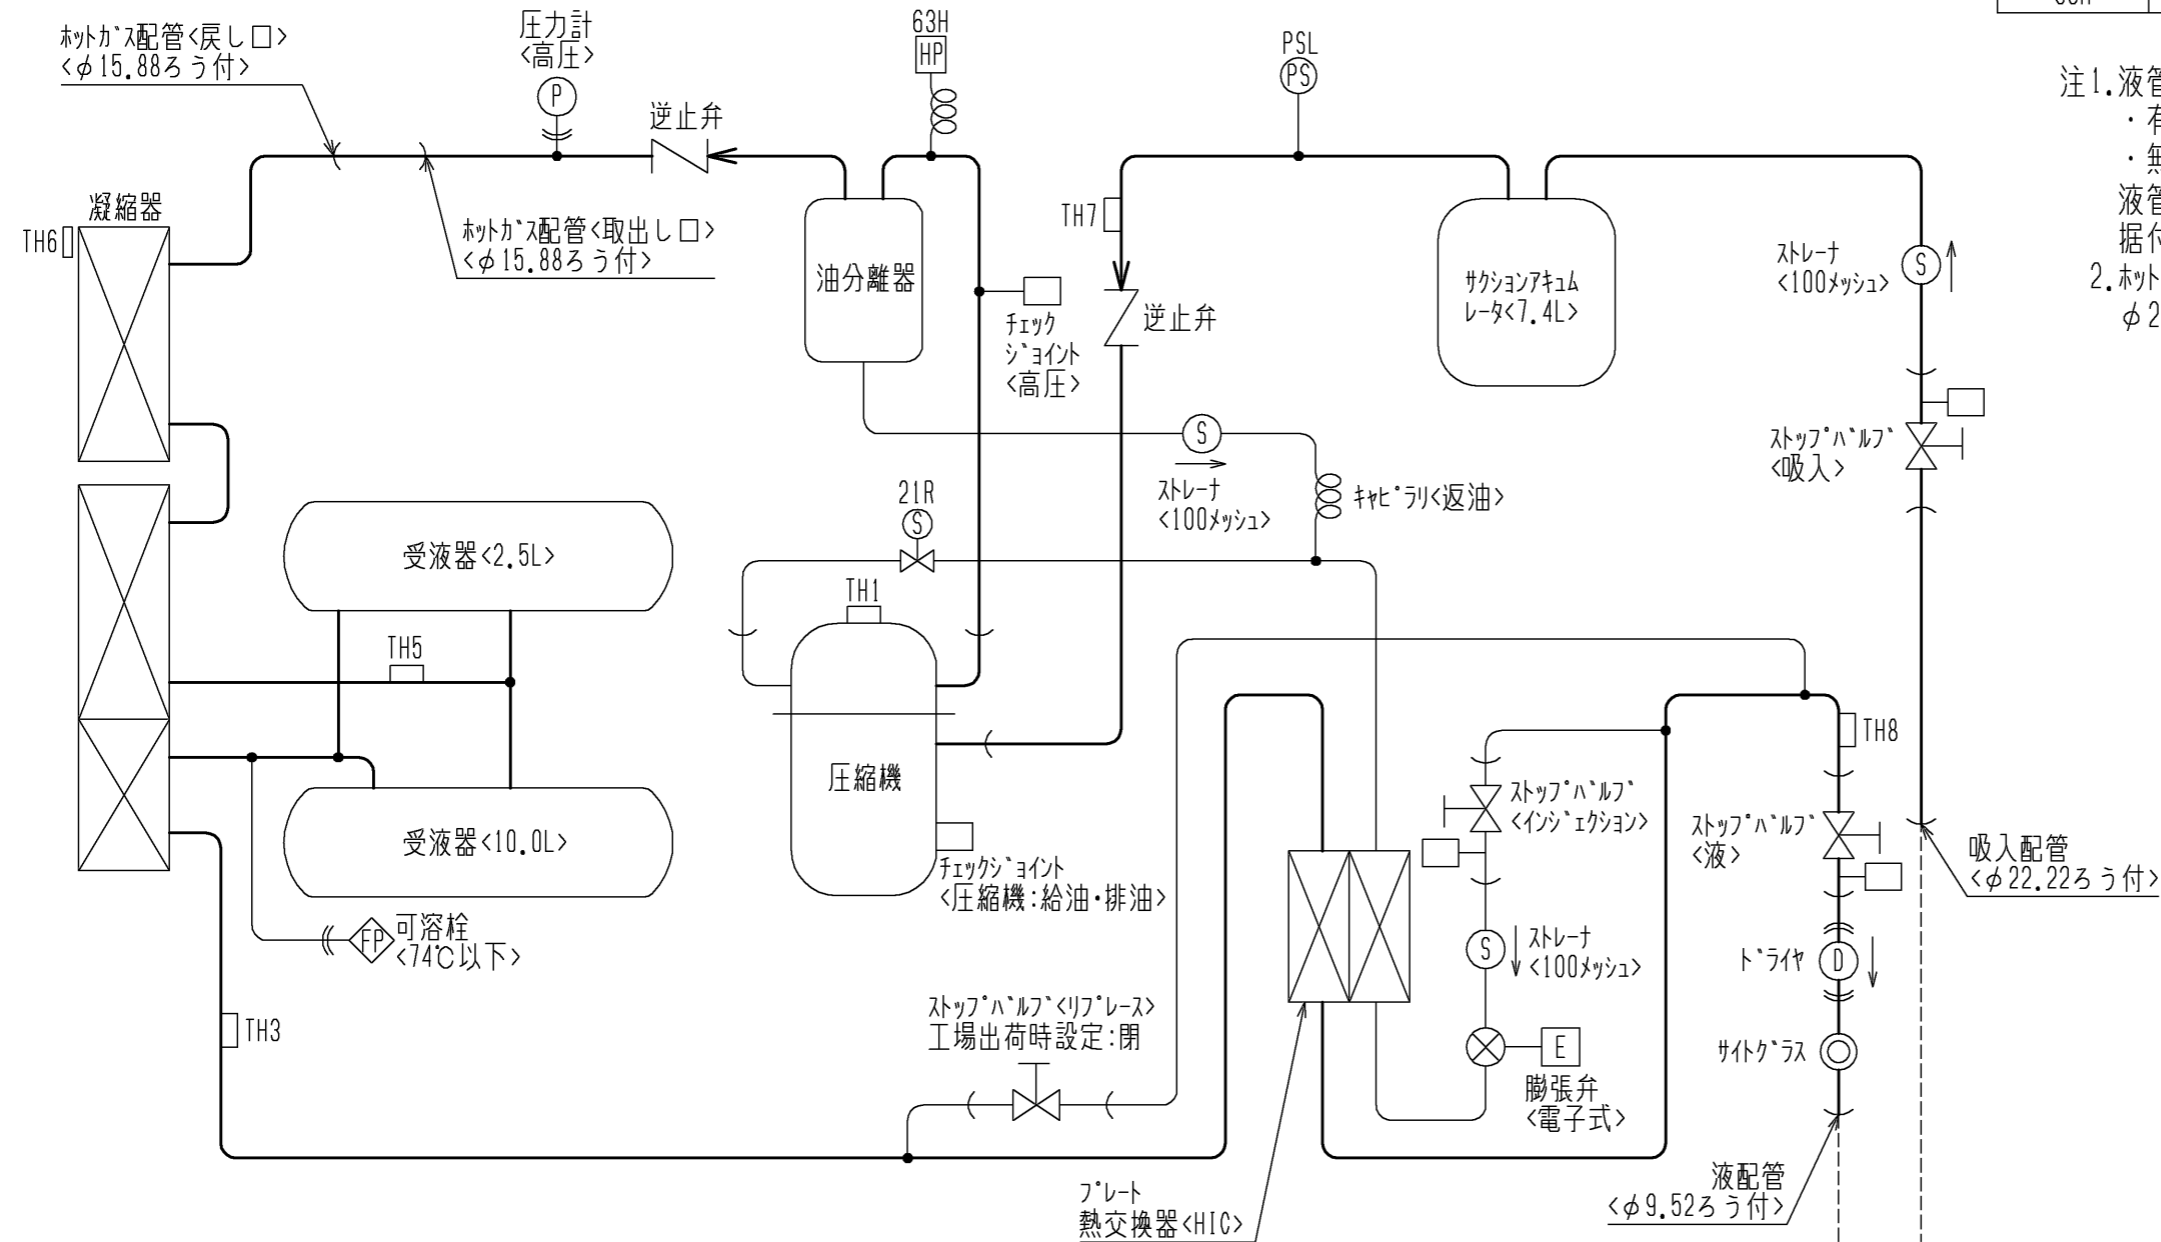 ﾎｯﾄｶﾞｽ配管<戻し口>
<φ15.88ろう付>
圧力計
<高圧>
P
逆止弁
63H
HP
PSL
PS
注1.液管
・
・
液管
据付
2.ﾎｯﾄ
φ2
ﾎｯﾄｶﾞｽ配管<取出し口>
<φ15.88ろう付>
凝縮器
TH6
油分離器
チェック
ジョイント
<高圧>
TH7
逆止弁
ｻｸｼｮﾝｱｷｭﾑ
ﾚｰﾀ<7.4L>
ｽﾄﾚｰﾅ
<100メッシュ>
S
ｽﾄｯﾌﾟﾊﾞﾙﾌﾞ
<吸入>
S
ｽﾄﾚｰﾅ
<100メッシュ>
ｷｬﾋﾟﾗﾘ<返油>
21R
S
受液器<2.5L>
TH1
TH5
圧縮機
受液器<10.0L>
ﾁｪｯｸｼﾞｮｲﾝﾄ
<圧縮機:給油・排油>
FP
可溶栓
<74℃以下>
TH3
ｽﾄｯﾌﾟﾊﾞﾙﾌﾞ<ﾘﾌﾟﾚｰｽ>
工場出荷時設定:閉
ｽﾄｯﾌﾟﾊﾞﾙﾌﾞ
<ｲﾝｼﾞｪｸｼｮﾝ>
S
ｽﾄﾚｰﾅ
<100メッシュ>
E
膨張弁
<電子式>
TH8
ｽﾄｯﾌﾟﾊﾞﾙﾌﾞ
<液>
ﾄﾞﾗｲﾔ
D
ｻｲﾄｸﾞﾗｽ
吸入配管
<φ22.22ろう付>
液配管
<φ9.52ろう付>
ﾌﾟﾚｰﾄ
熱交換器<HIC>